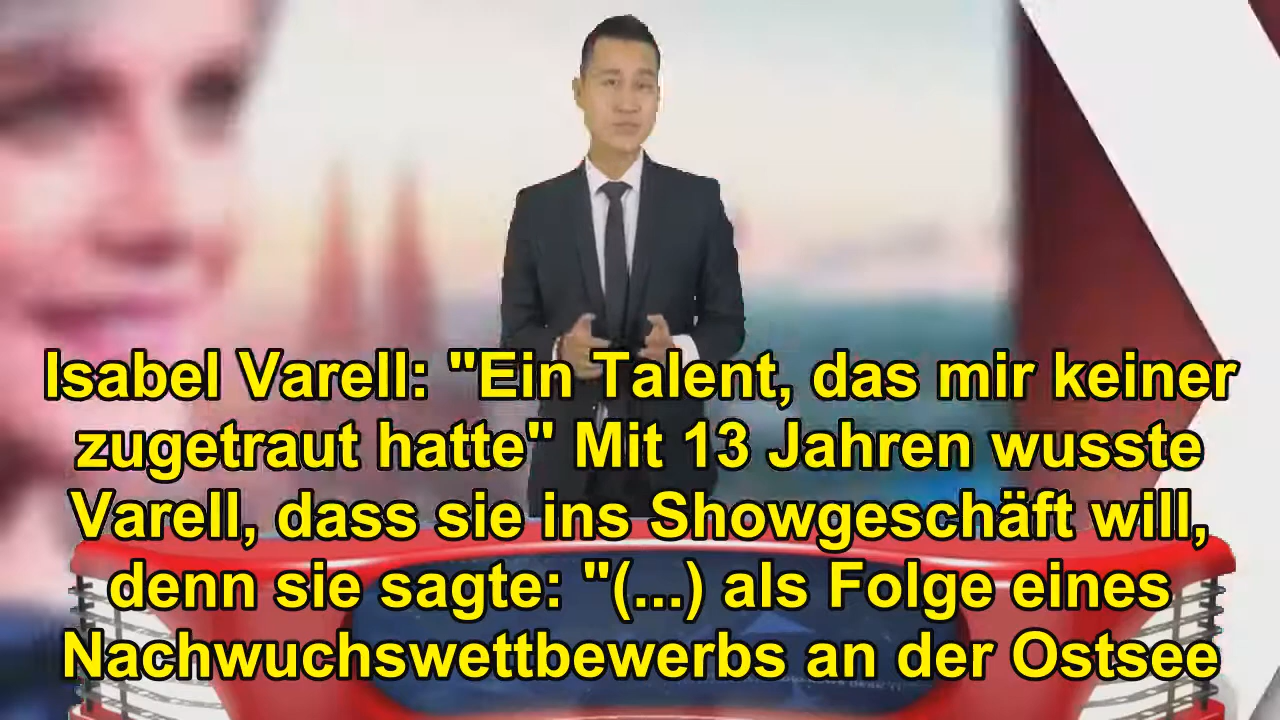 Isabel Varell: "Ein Talent, das mir keiner
zugetraut hatte" Mit 13 Jahren wusste
Varell, dass sie ins Showgeschäft will,
denn sie sagte: "(...) als Folge eines
Nachwuchswettbewerbs an der Ostsee